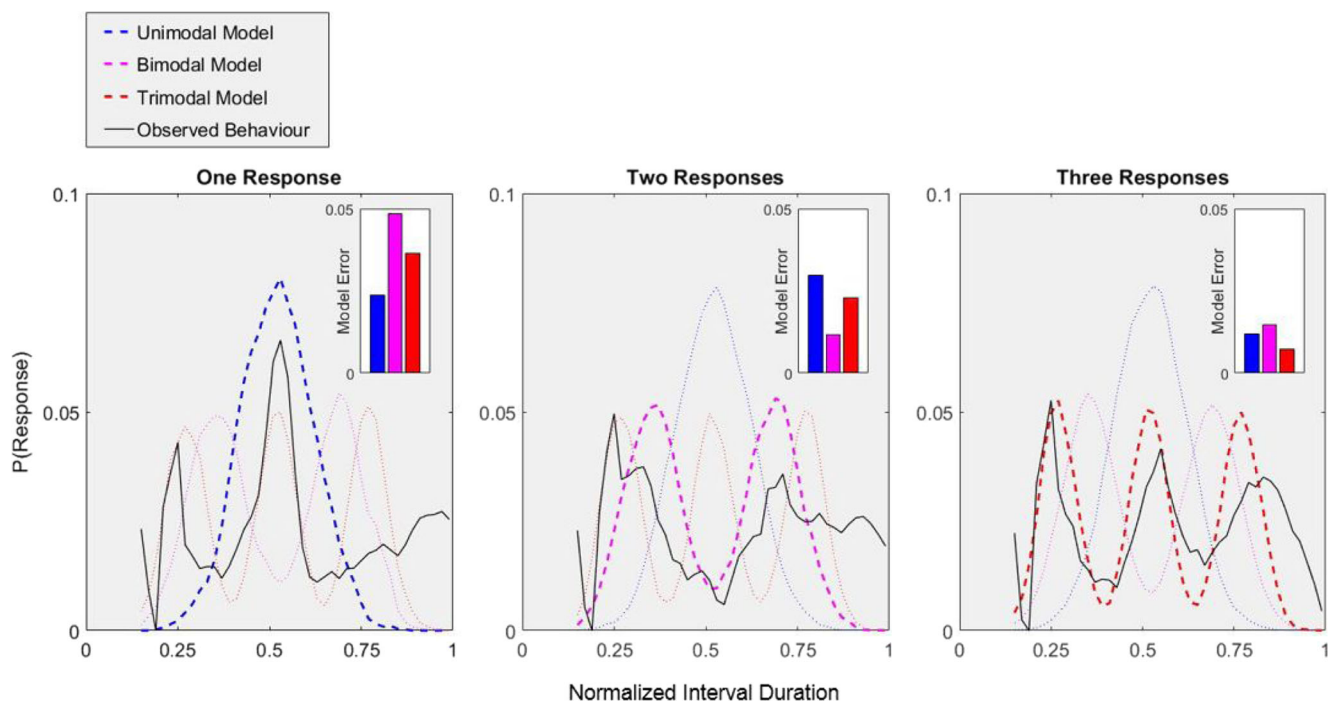 Unimodal Model
Bimodal Model
Trimodal Model
Observed Behaviour
One Response
Two Responses
Three Responses
0.1
0.05
0
P(Response)
0.05
Model Error
0
0 0.25 0.5 0.75 1
0.1
0.05
0
0.05
Model Error
0
0 0.25 0.5 0.75 1
0.1
0.05
0
0.05
Model Error
0
0 0.25 0.5 0.75 1
Normalized Interval Duration